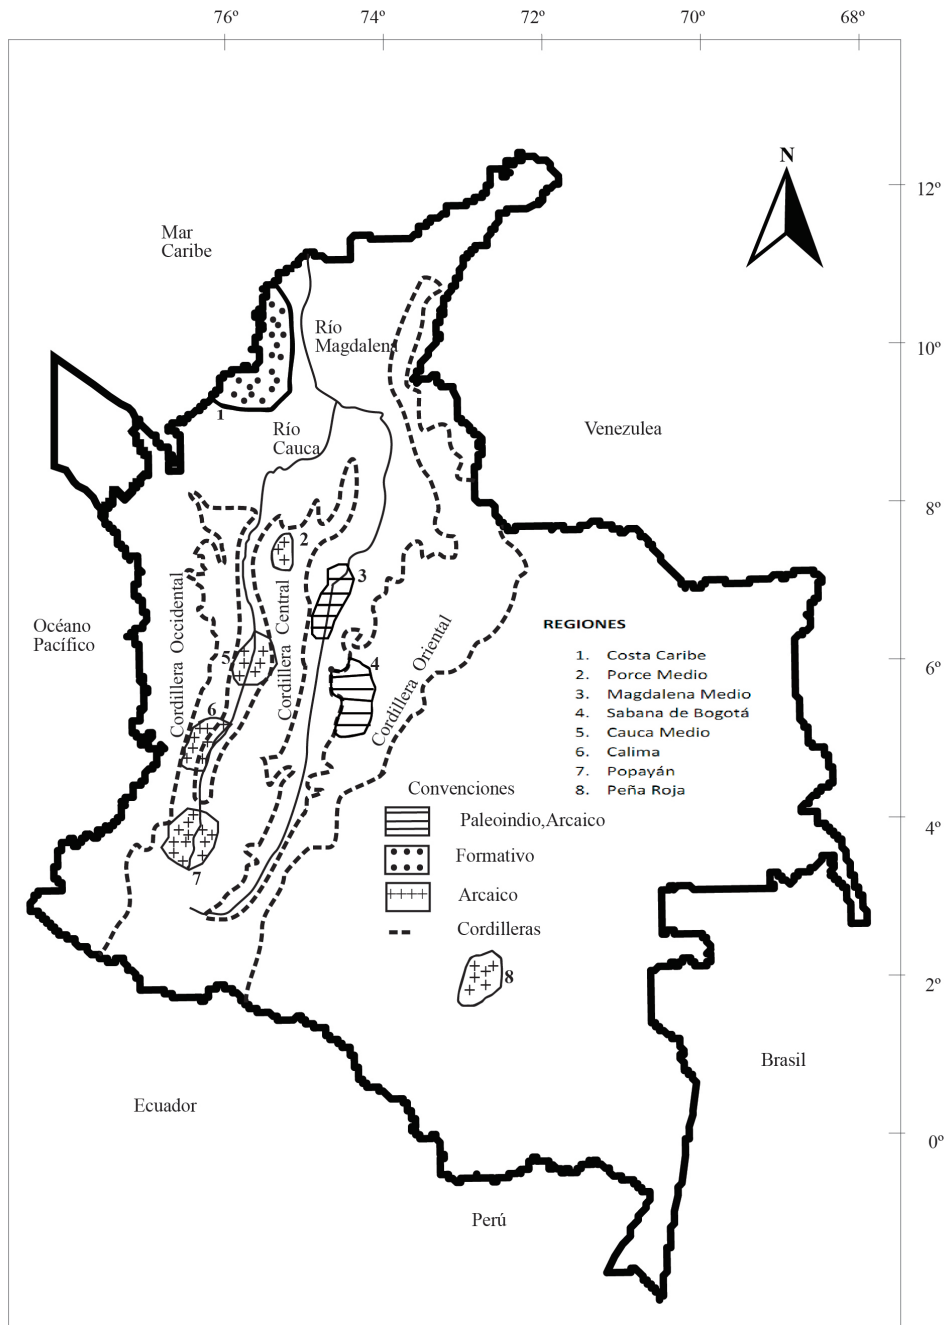 76º 74º 72º 70º 68º
N
12º
Mar
Caribe
Río
Magdalena
10º
1
Río
Cauca
Venezulea
8º
2
3
Cordillera Occidental
Cordillera Central
Océano
Pacífico
REGIONES
Cordillera Oriental
5
4
6º
1. Costa Caribe
2. Porce Medio
3. Magdalena Medio
4. Sabana de Bogotá
5. Cauca Medio
6. Calima
7. Popayán
8. Peña Roja
6
Convenciones
Paleoindio,Arcaico
4º
Formativo
7
Arcaico
Cordilleras
8
2º
Brasil
Ecuador
0º
Perú